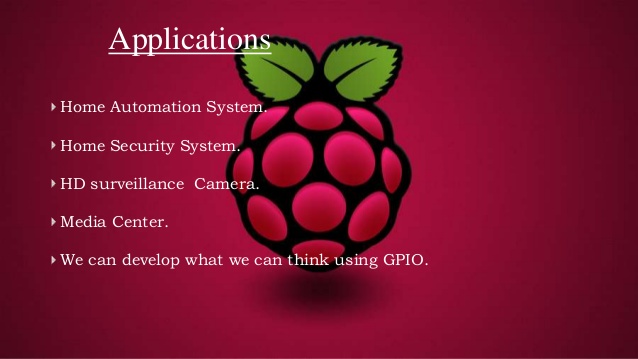 Applications
Home Automation System.
Home Security System.
HD surveillance  Camera.
Media Center.
We can develop what we can think using GPIO.